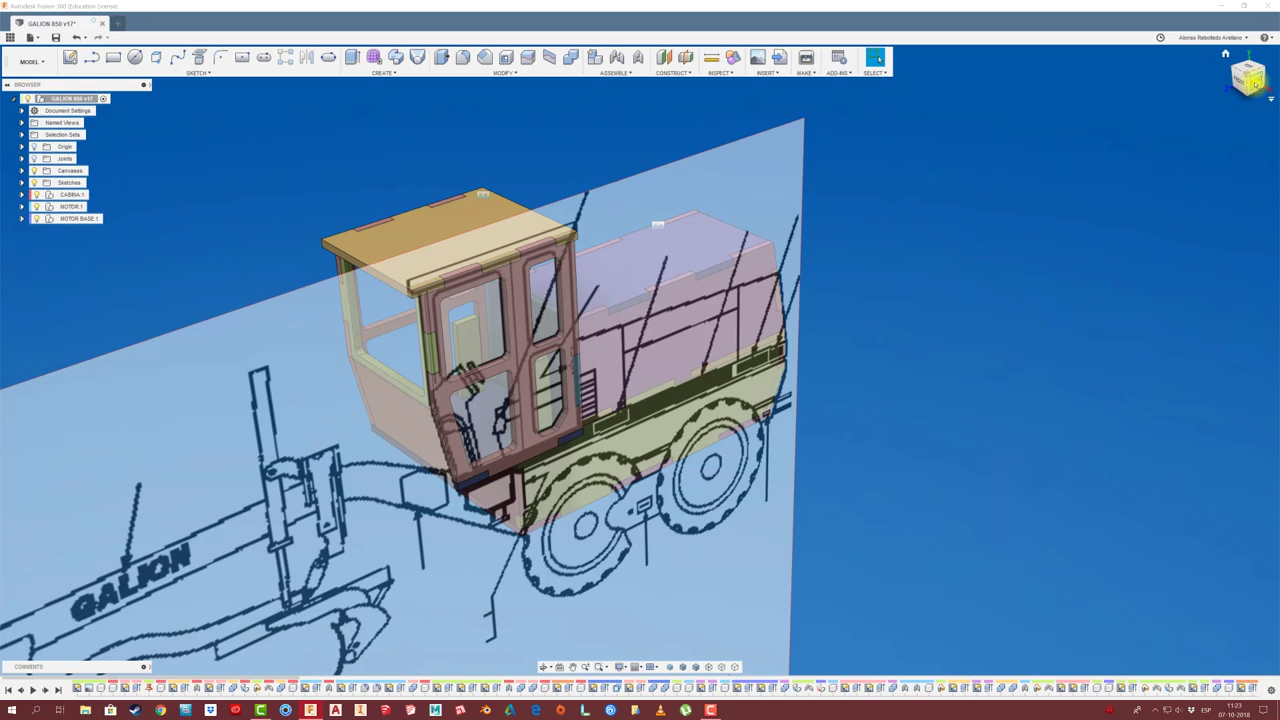 Autodesk Fusion 360 (Education License)
GALION 850 v17*
Alonso Rebolledo Arellano
MODEL
SKETCH
CREATE
MODIFY
ASSEMBLE
CONSTRUCT
INSPECT
INSERT
MAKE
ADD-INS
SELECT
BROWSER
GALION 850 v17
Document Settings
Named Views
Selection Sets
Origin
Joints
Canvases
Sketches
CABINA:1
MOTOR:1
MOTOR BASE:1
GALION
COMMENTS
ESP
11:23
07-10-2018